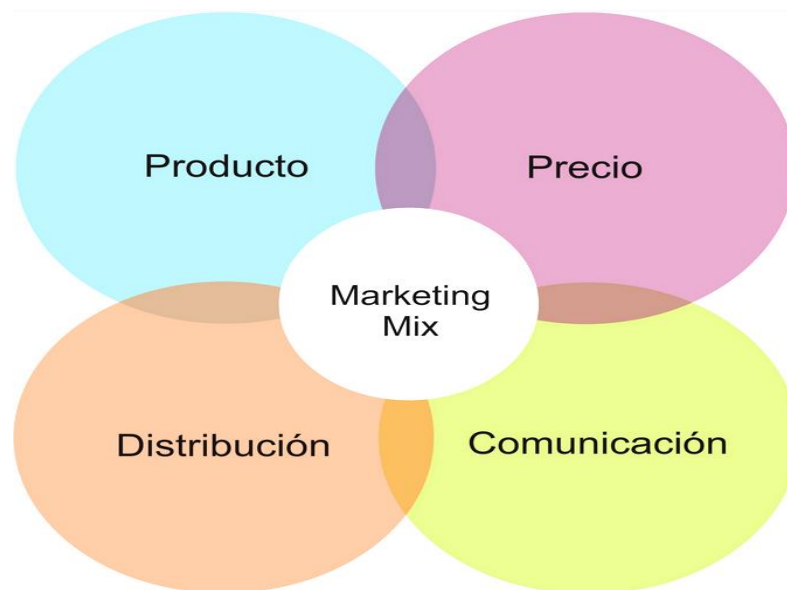 Producto
Precio
Marketing
Mix
Distribución
Comunicación